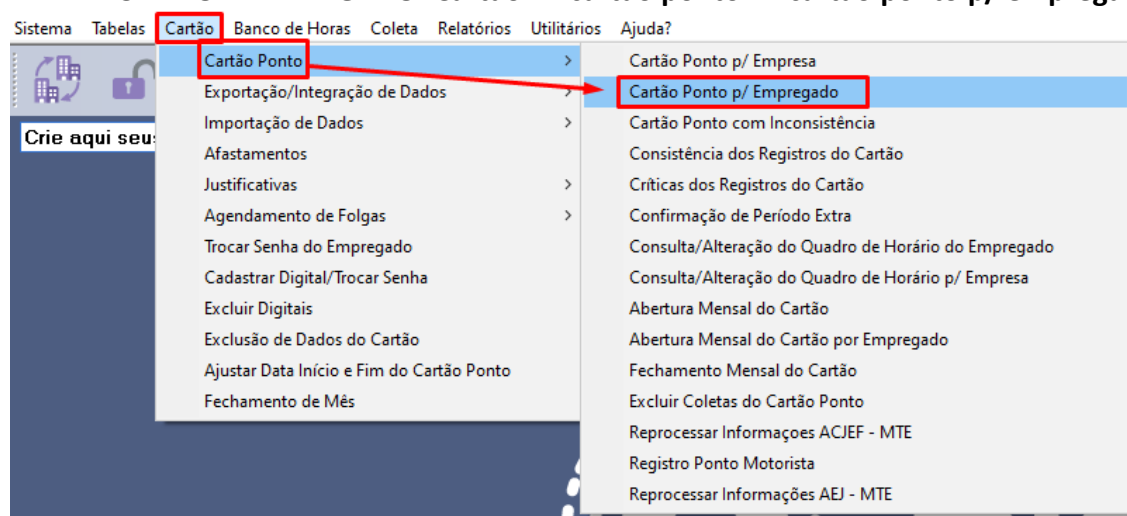 Sistema Tabelas Cartão Banco de Horas Coleta Relatórios Utilitários Ajuda?
Crie aqui seu
Cartão Ponto >
Exportação/Integração de Dados >
Importação de Dados >
Afastamentos
Justificativas >
Agendamento de Folgas >
Trocar Senha do Empregado
Cadastrar Digital/Trocar Senha
Excluir Digitais
Exclusão de Dados do Cartão
Ajustar Data Início e Fim do Cartão Ponto
Fechamento de Mês
Cartão Ponto p/ Empresa
Cartão Ponto p/ Empregado
Cartão Ponto com Inconsistência
Consistência dos Registros do Cartão
Críticas dos Registros do Cartão
Confirmação de Período Extra
Consulta/Alteração do Quadro de Horário do Empregado
Consulta/Alteração do Quadro de Horário p/ Empresa
Abertura Mensal do Cartão
Abertura Mensal do Cartão por Empregado
Fechamento Mensal do Cartão
Excluir Coletas do Cartão Ponto
Reprocessar Informaçoes ACJEF - MTE
Registro Ponto Motorista
Reprocessar Informações AEJ - MTE